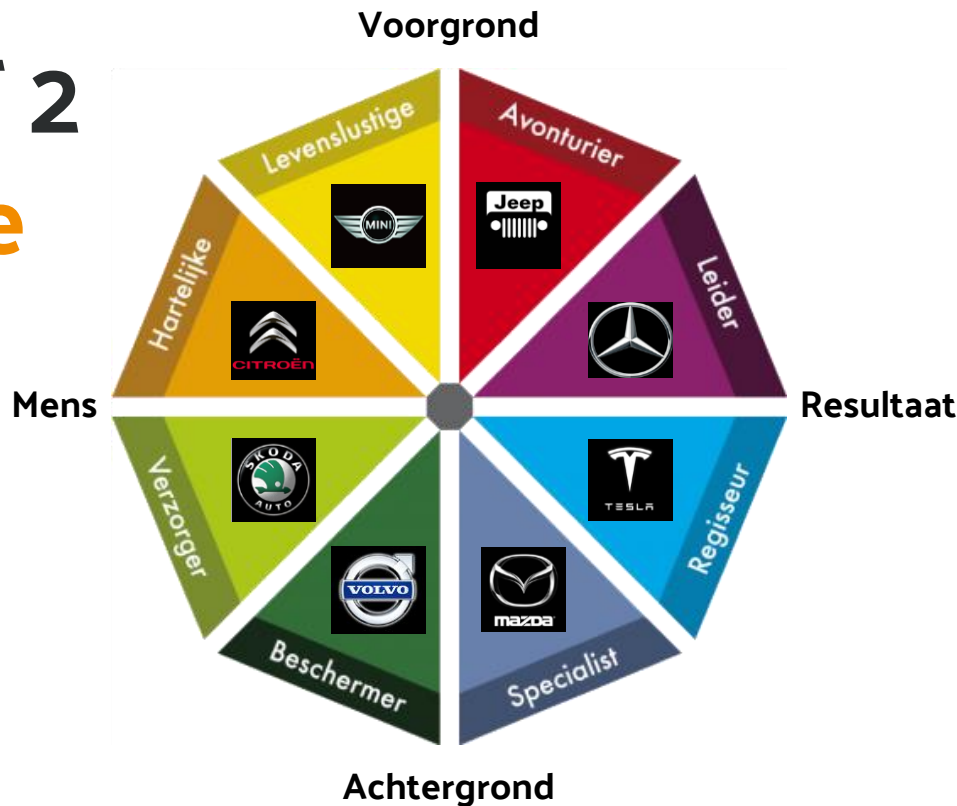 Voorgrond
2
e
Levenslustige
Avonturier
MINI
Jeep
Hartelijke
Leider
CITROËN
Mens
Resultaat
SKODA
AUTO
TESLA
Verzorger
Regisseur
VOLVO
mazda
Beschermer
Specialist
Achtergrond